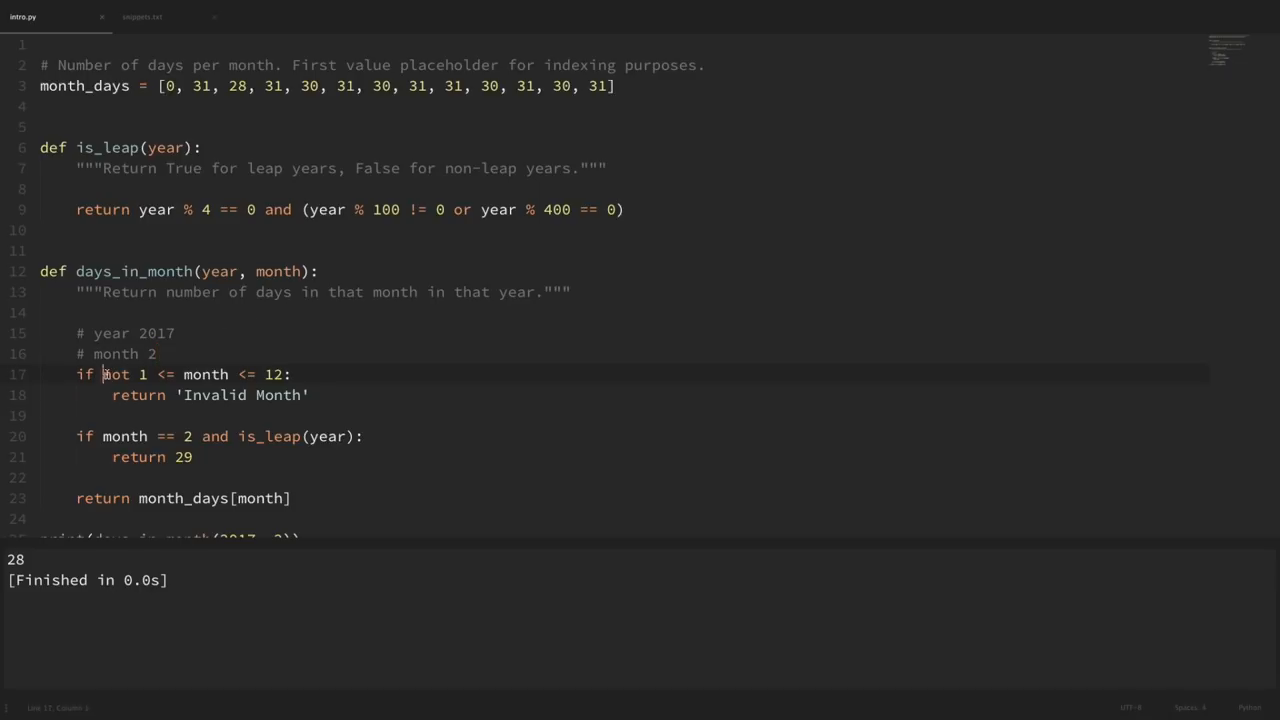 intro.py × snippets.txt ×
1
2 # Number of days per month. First value placeholder for indexing purposes.
3 month_days = [0, 31, 28, 31, 30, 31, 30, 31, 31, 30, 31, 30, 31]
4
5
6 def is_leap(year):
7 """Return True for leap years, False for non-leap years."""
8
9 return year % 4 == 0 and (year % 100 != 0 or year % 400 == 0)
10
11
12 def days_in_month(year, month):
13 """Return number of days in that month in that year."""
14
15 # year 2017
16 # month 2
17 if not 1 <= month <= 12:
18 return 'Invalid Month'
19
20 if month == 2 and is_leap(year):
21 return 29
22
23 return month_days[month]
24
25 print(days_in_month(2017, 2))
28
[Finished in 0.0s]
Line 17, Column UTF-8 Spaces: 4 Python